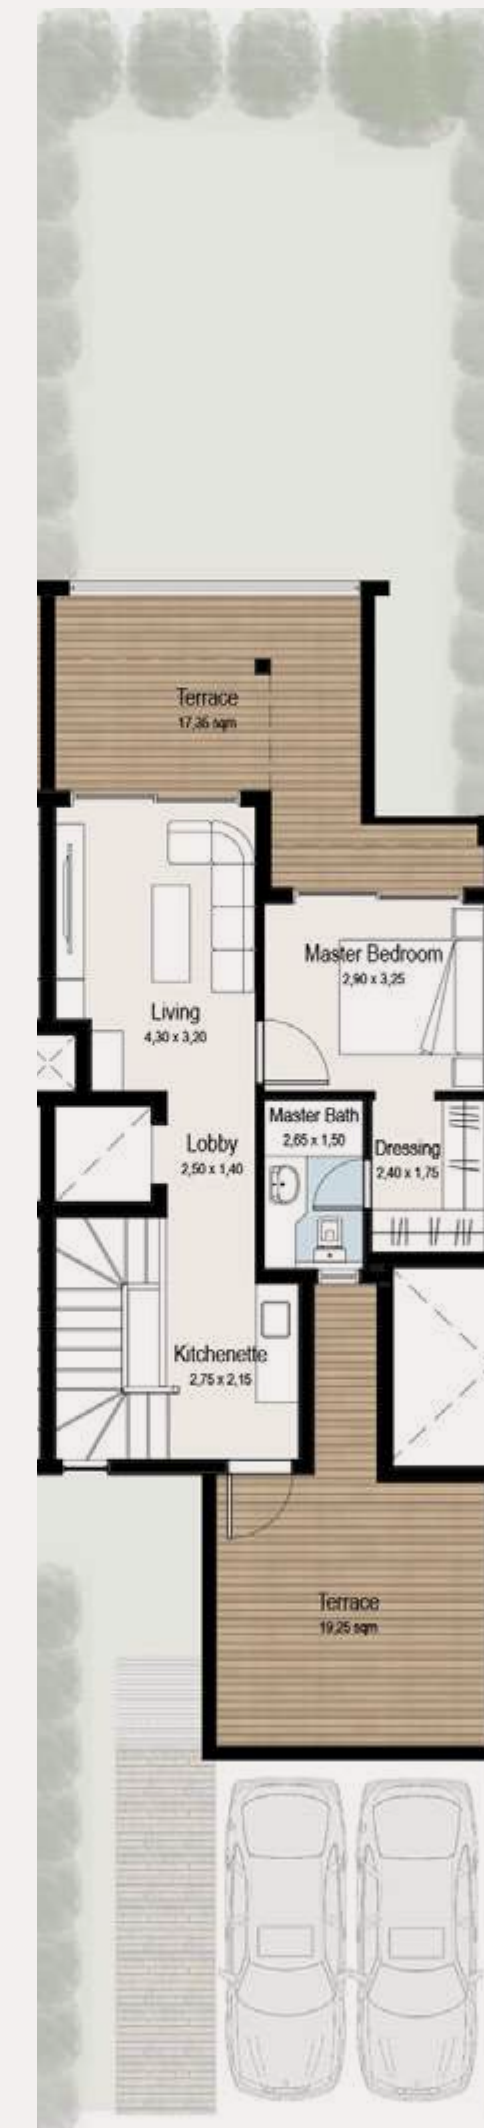 Terrace
17,35 sqm
Master Bedroom
2,90 x 3,25
Living
4,30 x 3,20
Master Bath
2,65 x 1,50
Lobby
2,50 x 1,40
Dressing
2,40 x 1,75
Kitchenette
2,75 x 2,15
Terrace
19,25 sqm